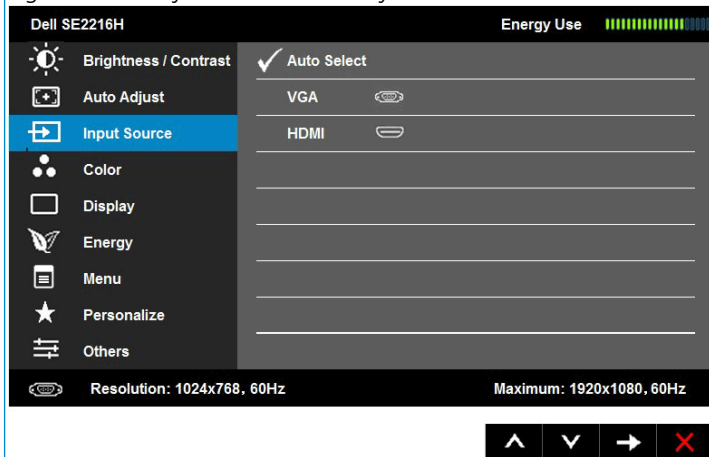 Dell SE2216H Energy Use
Brightness / Contrast Auto Select
Auto Adjust VGA
Input Source HDMI
Color
Display
Energy
Menu
Personalize
Others
Resolution: 1024x768, 60Hz Maximum: 1920x1080, 60Hz